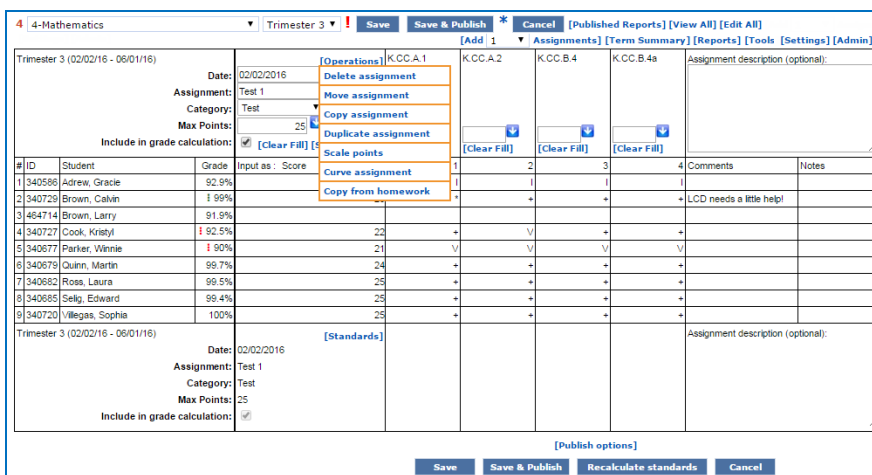 4 4-Mathematics Trimester 3 ! Save Save & Publish * Cancel [Published Reports] [View All] [Edit All]
[Add 1 Assignments] [Term Summary] [Reports] [Tools [Settings] [Admin]
Trimester 3 (02/02/16 - 06/01/16) [Operations] K.CC.A.1 K.CC.A.2 K.CC.B.4 K.CC.B.4a Assignment description (optional):
Date: 02/02/2016 Delete assignment
Assignment: Test 1 Move assignment
Category: Test Copy assignment
Max Points: 25 Duplicate assignment
Include in grade calculation: [Clear Fill] [Clear Fill] [Clear Fill] [Clear Fill]
Scale points
# ID Student Grade Input as : Score Curve assignment 1 2 3 4 Comments Notes
1 340586 Adrew, Gracie 92.9% Copy from homework I I I I
2 340729 Brown, Calvin 99% * + + + LCD needs a little help!
3 464714 Brown, Larry 91.9%
4 340727 Cook, Kristyl 92.5% 22 + V + +
5 340677 Parker, Winnie 90% 21 V V V V
6 340679 Quinn, Martin 99.7% 24 + + + +
7 340682 Ross, Laura 99.5% 25 + + + +
8 340685 Selig, Edward 99.4% 25 + + + +
9 340720 Villegas, Sophia 100% 25 + + + +
Trimester 3 (02/02/16 - 06/01/16) [Standards] Assignment description (optional):
Date: 02/02/2016
Assignment: Test 1
Category: Test
Max Points: 25
Include in grade calculation:
[Publish options]
Save Save & Publish Recalculate standards Cancel